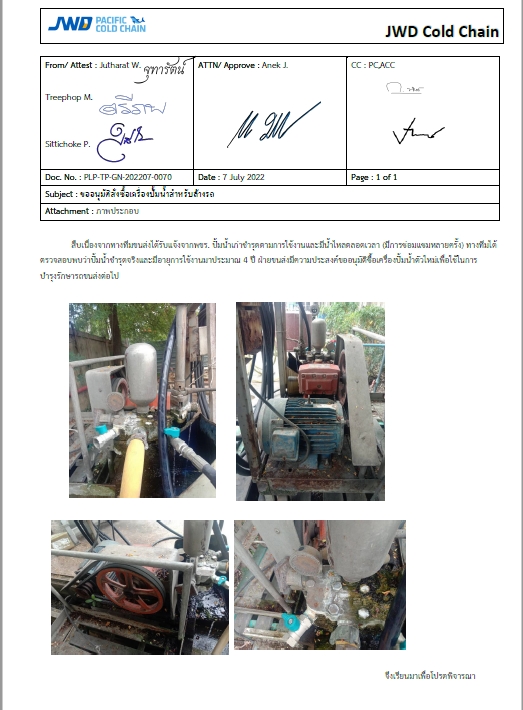 JWD PACIFIC
COLD CHAIN
JWD Cold Chain
From/ Attest : Jutharat W. จุฑารัตน์
ATTN/ Approve : Anek J.
CC : PC,ACC
Treephop M.
Sittichoke P.
Doc. No. : PLP-TP-GN-202207-0070
Date : 7 July 2022
Page : 1 of 1
Subject : ขออนุมัติสั่งซื้อเครื่องปั๊มน้ำสำหรับล้างรถ
Attachment : ภาพประกอบ
สืบเนื่องจากทางทีมขนส่งได้รับแจ้งจากพขร. ปั๊มน้ำเก่าชำรุดตามการใช้งานและมีน้ำไหลตลอดเวลา (มีการซ่อมแซมหลายครั้ง) ทางทีมได้
ตรวจสอบพบว่าปั๊มน้ำชำรุดจริงและมีอายุการใช้งานมาประมาณ 4 ปี ฝ่ายขนส่งมีความประสงค์ขออนุมัติซื้อเครื่องปั๊มน้ำตัวใหม่เพื่อใช้ในการ
บำรุงรักษารถขนส่งต่อไป
จึงเรียนมาเพื่อโปรดพิจารณา